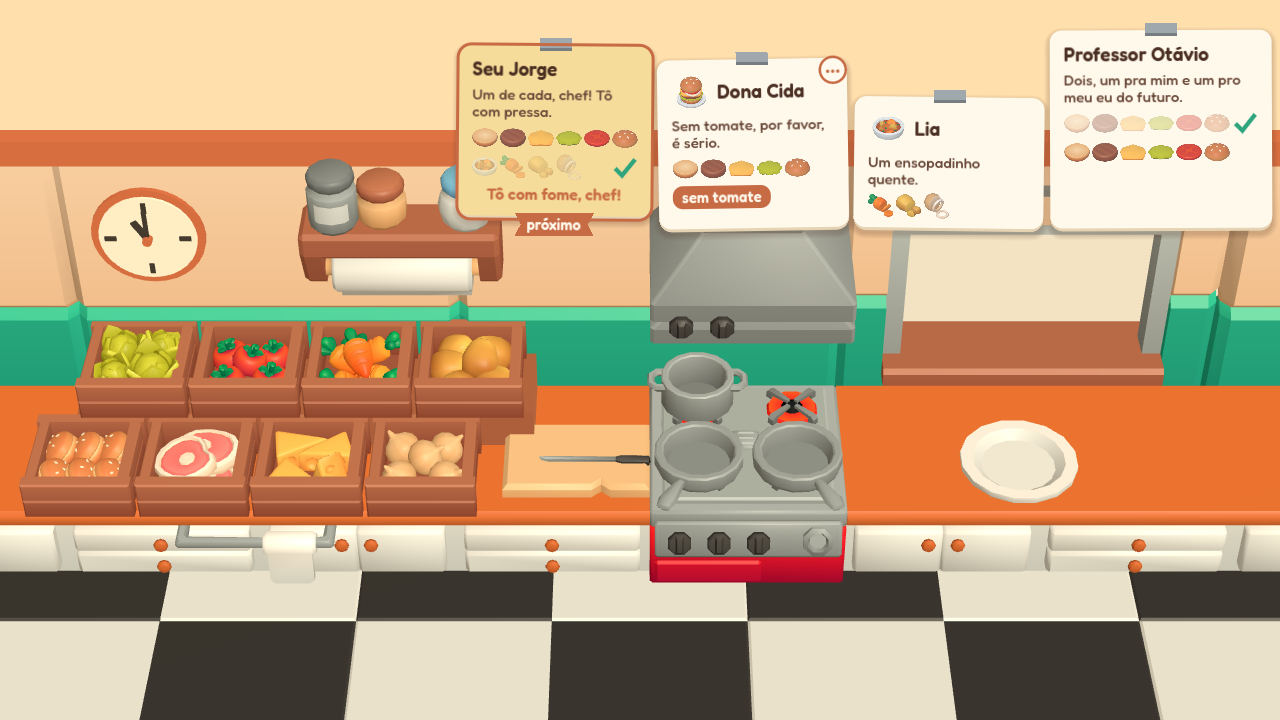 Seu Jorge
Um de cada, chef! Tô
com pressa.
Tô com fome, chef!
próximo
Dona Cida
Sem tomate, por favor,
é sério.
sem tomate
Lia
Um ensopadinho
quente.
Professor Otávio
Dois, um pra mim e um pro
meu eu do futuro.